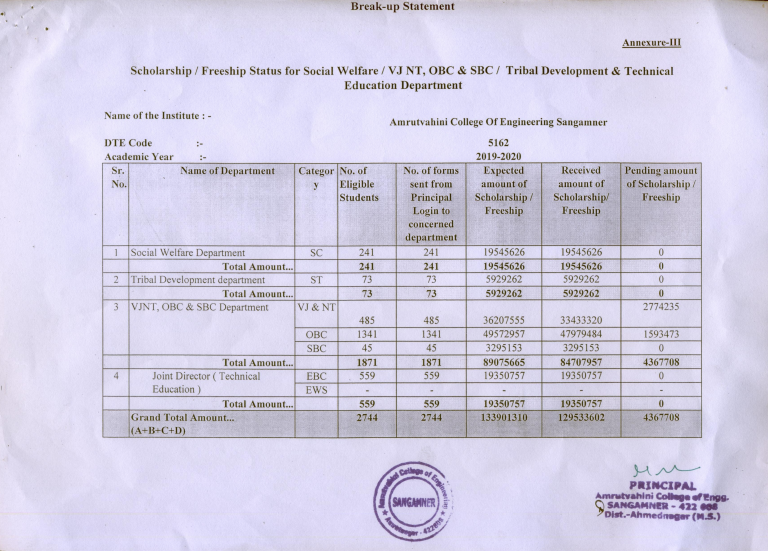 Break-up Statement
Annexure-III
Scholarship / Freeship Status for Social Welfare / VJ NT, OBC & SBC / Tribal Development & Technical
Education Department
Name of the Institute : -
Amrutvahini College Of Engineering Sangamner
DTE Code :- 5162
Academic Year :- 2019-2020
Sr. No. Name of Department Categor y No. of Eligible Students No. of forms sent from Principal Login to concerned department Expected amount of Scholarship / Freeship Received amount of Scholarship/ Freeship Pending amount of Scholarship / Freeship
1 Social Welfare Department SC 241 241 19545626 19545626 0
Total Amount... 241 241 19545626 19545626 0
2 Tribal Development department ST 73 73 5929262 5929262 0
Total Amount... 73 73 5929262 5929262 0
3 VJNT, OBC & SBC Department VJ & NT 485 485 36207555 33433320 2774235
OBC 1341 1341 49572957 47979484 1593473
SBC 45 45 3295153 3295153 0
Total Amount... 1871 1871 89075665 84707957 4367708
4 Joint Director ( Technical EBC 559 559 19350757 19350757 0
Education ) EWS - - - - -
Total Amount... 559 559 19350757 19350757 0
Grand Total Amount... 2744 2744 133901310 129533602 4367708
(A+B+C+D)
Amrutvahini College of Engineering
SANGAMNER
PRINCIPAL
Amrutvahini College of Engg.
SANGAMNER - 422 608
Dist.-Ahmednagar (M.S.)